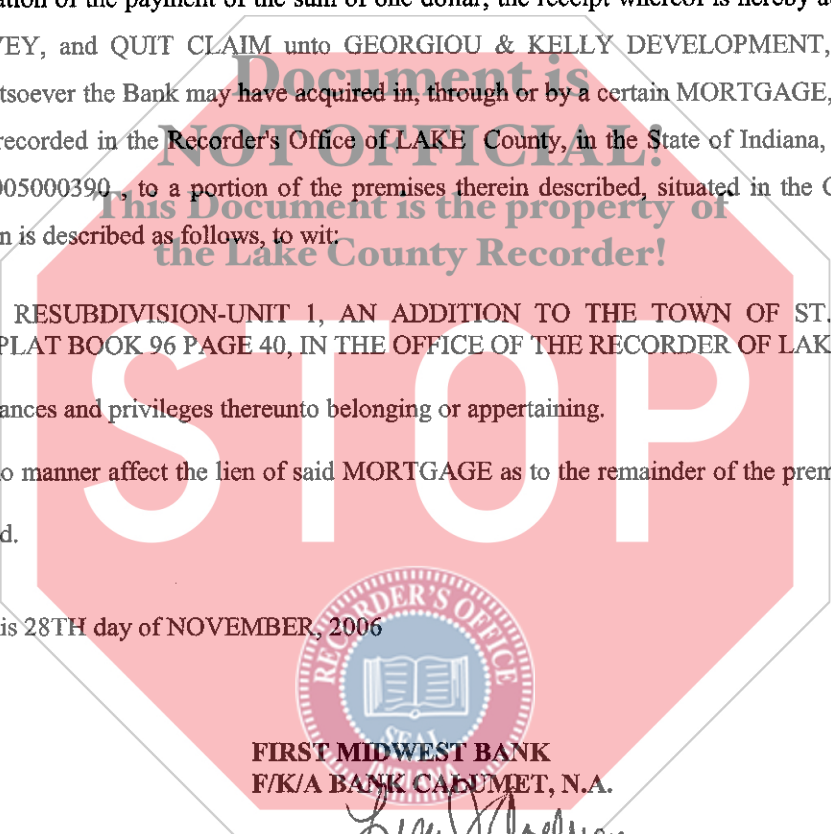 ation of the payment of the sum of one dollar, the receipt whereof is hereby a
VEY, and QUIT CLAIM unto GEORGIOU & KELLY DEVELOPMENT,
tsoever the Bank may have acquired in, through or by a certain MORTGAGE,
recorded in the Recorder's Office of LAKE County, in the State of Indiana,
005000390 , to a portion of the premises therein described, situated in the C
n is described as follows, to wit:
Document is
NOT OFFICIAL!
This Document is the property of
the Lake County Recorder!
RESUBDIVISION-UNIT 1, AN ADDITION TO THE TOWN OF ST.
PLAT BOOK 96 PAGE 40, IN THE OFFICE OF THE RECORDER OF LAK
ances and privileges thereunto belonging or appertaining.
STOP
o manner affect the lien of said MORTGAGE as to the remainder of the prem
d.
is 28TH day of NOVEMBER, 2006
RECORDER'S OFFICE
SEAL
INDIANA
FIRST MIDWEST BANK
F/K/A BANK CALUMET, N.A.